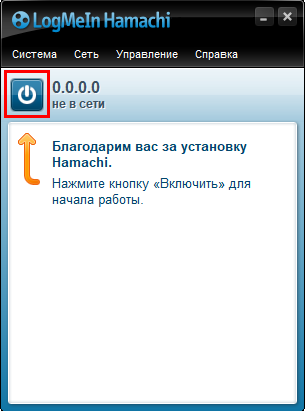 LogMeIn Hamachi
Система Сеть Управление Справка
0.0.0.0
не в сети
Благодарим вас за установку
Hamachi.
Нажмите кнопку «Включить» для
начала работы.